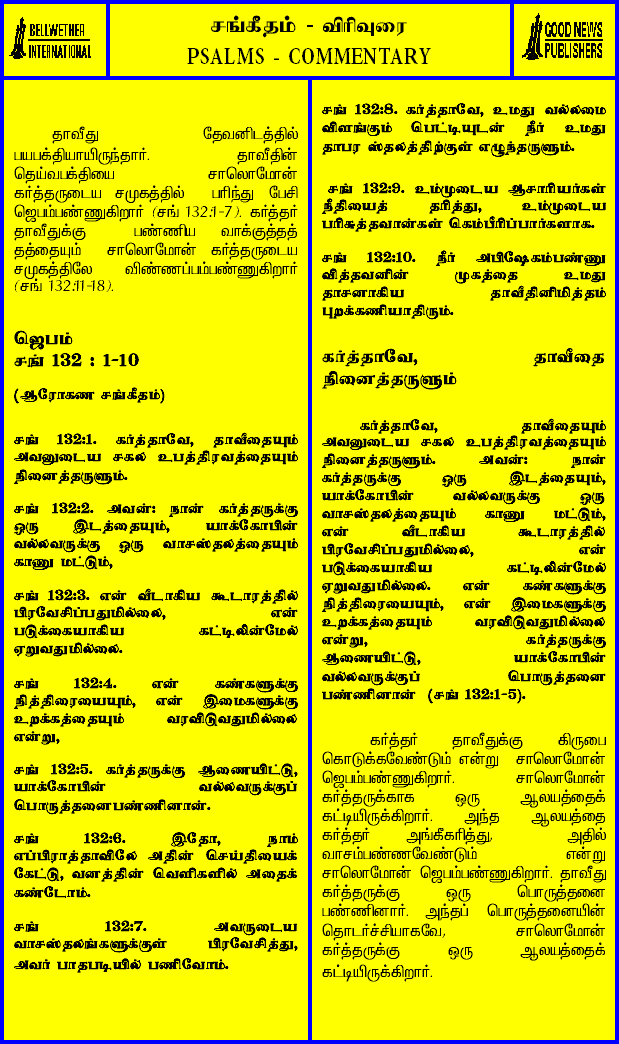 BELLWETHER
INTERNATIONAL
சங்கீதம் - விரிவுரை
PSALMS - COMMENTARY
GOOD NEWS
PUBLISHERS
தாவீது தேவனிடத்தில்
பயபக்தியாயிருந்தார். தாவீதின்
தெய்வபக்தியை சாலொமோன்
கர்த்தருடைய சமுகத்தில் பரிந்து பேசி
ஜெபம்பண்ணுகிறார் (சங் 132:1-7). கர்த்தர்
தாவீதுக்கு பண்ணிய வாக்குத்தத்
தத்தையும் சாலொமோன் கர்த்தருடைய
சமுகத்திலே விண்ணப்பம்பண்ணுகிறார்
(சங் 132:11-18).
ஜெபம்
சங் 132 : 1-10
(ஆரோகண சங்கீதம்)
சங் 132:1. கர்த்தாவே, தாவீதையும்
அவனுடைய சகல உபத்திரவத்தையும்
நினைத்தருளும்.
சங் 132:2. அவன்: நான் கர்த்தருக்கு
ஒரு இடத்தையும், யாக்கோபின்
வல்லவருக்கு ஒரு வாசஸ்தலத்தையும்
காணு மட்டும்,
சங் 132:3. என் வீடாகிய கூடாரத்தில்
பிரவேசிப்பதுமில்லை, என்
படுக்கையாகிய கட்டிலின்மேல்
ஏறுவதுமில்லை.
சங் 132:4. என் கண்களுக்கு
நித்திரையையும், என் இமைகளுக்கு
உறக்கத்தையும் வரவிடுவதுமில்லை
என்று,
சங் 132:5. கர்த்தருக்கு ஆணையிட்டு,
யாக்கோபின் வல்லவருக்குப்
பொருத்தனைபண்ணினான்.
சங் 132:6. இதோ, நாம்
எப்பிராத்தாவிலே அதின் செய்தியைக்
கேட்டு, வனத்தின் வெளிகளில் அதைக்
கண்டோம்.
சங் 132:7. அவருடைய
வாசஸ்தலங்களுக்குள் பிரவேசித்து,
அவர் பாதபடியில் பணிவோம்.
சங் 132:8. கர்த்தாவே, உமது வல்லமை
விளங்கும் பெட்டியுடன் நீர் உமது
தாபர ஸ்தலத்திற்குள் எழுந்தருளும்.
சங் 132:9. உம்முடைய ஆசாரியர்கள்
நீதியைத் தரித்து, உம்முடைய
பரிசுத்தவான்கள் கெம்பீரிப்பார்களாக.
சங் 132:10. நீர் அபிஷேகம்பண்ணு
வித்தவனின் முகத்தை உமது
தாசனாகிய தாவீதினிமித்தம்
புறக்கணியாதிரும்.
கர்த்தாவே, தாவீதை
நினைத்தருளும்
கர்த்தாவே, தாவீதையும்
அவனுடைய சகல உபத்திரவத்தையும்
நினைத்தருளும். அவன்: நான்
கர்த்தருக்கு ஒரு இடத்தையும்,
யாக்கோபின் வல்லவருக்கு ஒரு
வாசஸ்தலத்தையும் காணு மட்டும்,
என் வீடாகிய கூடாரத்தில்
பிரவேசிப்பதுமில்லை, என்
படுக்கையாகிய கட்டிலின்மேல்
ஏறுவதுமில்லை. என் கண்களுக்கு
நித்திரையையும், என் இமைகளுக்கு
உறக்கத்தையும் வரவிடுவதுமில்லை
என்று, கர்த்தருக்கு
ஆணையிட்டு, யாக்கோபின்
வல்லவருக்குப் பொருத்தனை
பண்ணினான் (சங் 132:1-5).
கர்த்தர் தாவீதுக்கு கிருபை
கொடுக்கவேண்டும் என்று சாலொமோன்
ஜெபம்பண்ணுகிறார். சாலொமோன்
கர்த்தருக்காக ஒரு ஆலயத்தைக்
கட்டியிருக்கிறார். அந்த ஆலயத்தை
கர்த்தர் அங்கீகரித்து, அதில்
வாசம்பண்ணவேண்டும் என்று
சாலொமோன் ஜெபம்பண்ணுகிறார். தாவீது
கர்த்தருக்கு ஒரு பொருத்தனை
பண்ணினார். அந்தப் பொருத்தனையின்
தொடர்ச்சியாகவே, சாலொமோன்
கர்த்தருக்கு ஒரு ஆலயத்தைக்
கட்டியிருக்கிறார்.